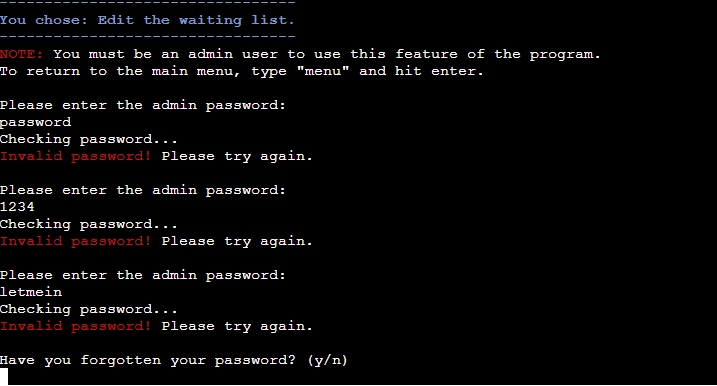 ---------------------------------
You chose: Edit the waiting list.
---------------------------------
NOTE: You must be an admin user to use this feature of the program.
To return to the main menu, type "menu" and hit enter.
Please enter the admin password:
password
Checking password...
Invalid password! Please try again.
Please enter the admin password:
1234
Checking password...
Invalid password! Please try again.
Please enter the admin password:
letmein
Checking password...
Invalid password! Please try again.
Have you forgotten your password? (y/n)